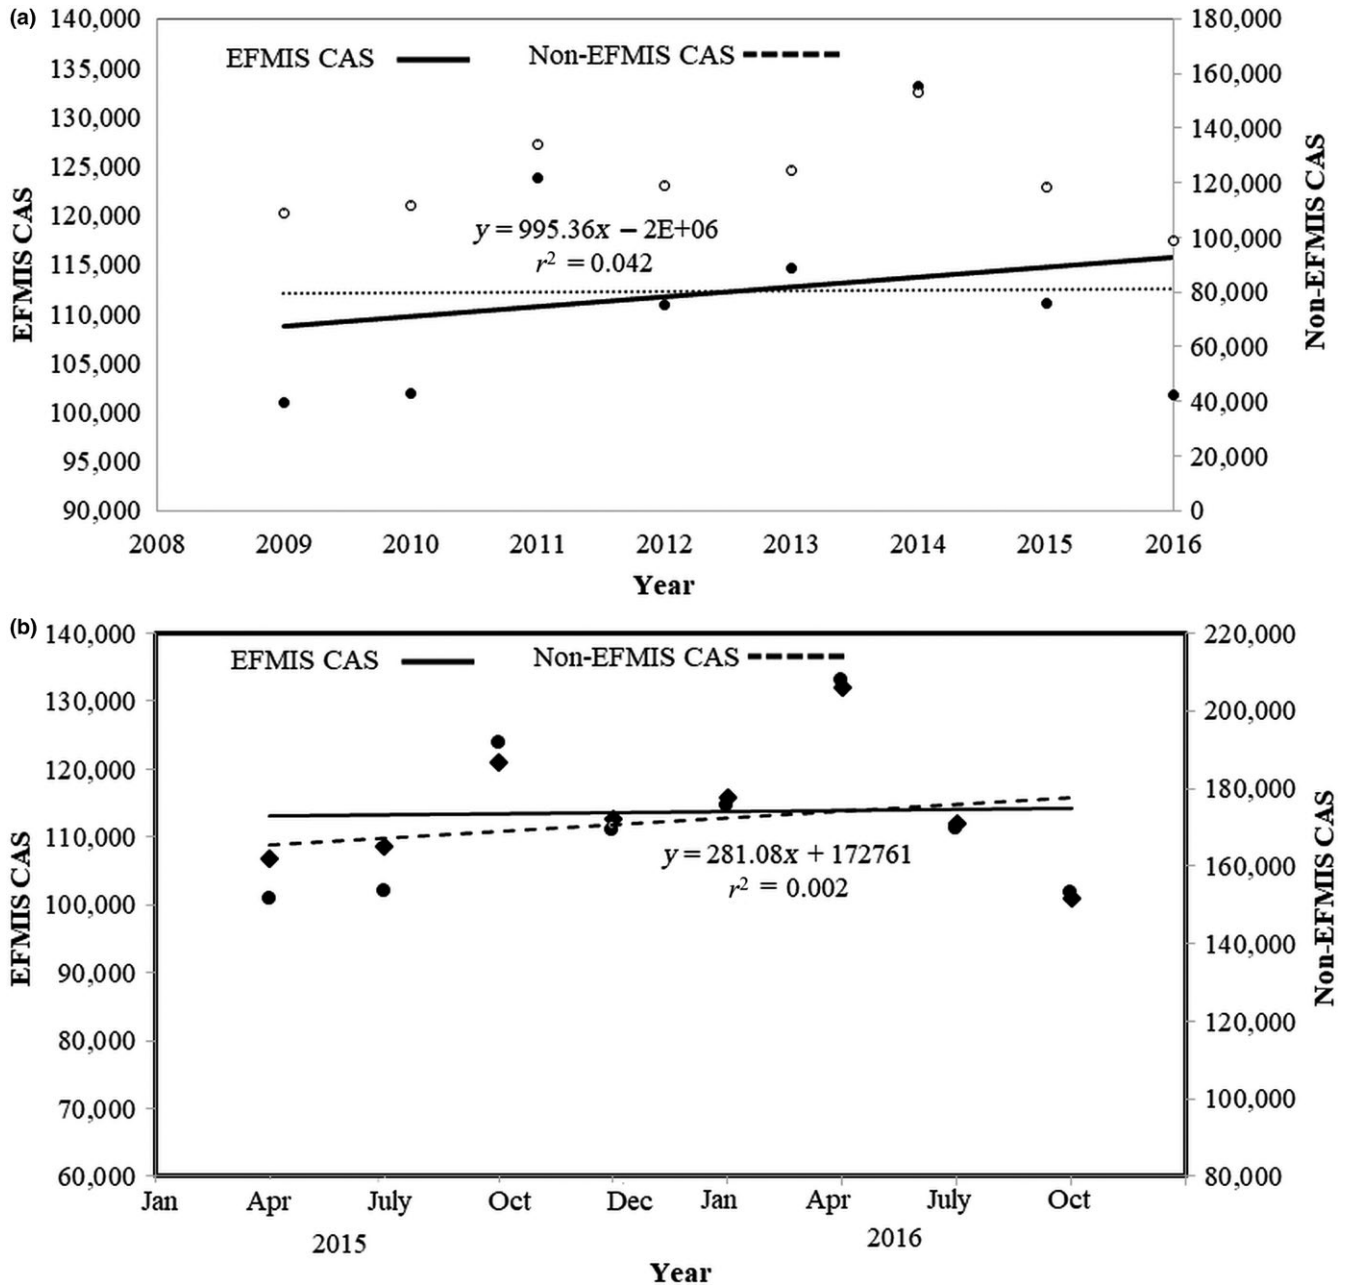 (a)
140,000
135,000
130,000
125,000
120,000
115,000
110,000
105,000
100,000
95,000
90,000
EFMIS CAS
EFMIS CAS
Non-EFMIS CAS
y = 995.36x − 2E+06
r² = 0.042
180,000
160,000
140,000
120,000
100,000
80,000
60,000
40,000
20,000
0
Non-EFMIS CAS
2008 2009 2010 2011 2012 2013 2014 2015 2016
Year
(b)
140,000
130,000
120,000
110,000
100,000
90,000
80,000
70,000
60,000
EFMIS CAS
EFMIS CAS
Non-EFMIS CAS
y = 281.08x + 172761
r² = 0.002
220,000
200,000
180,000
160,000
140,000
120,000
100,000
80,000
Non-EFMIS CAS
Jan Apr July Oct Dec Jan Apr July Oct
2015 2016
Year